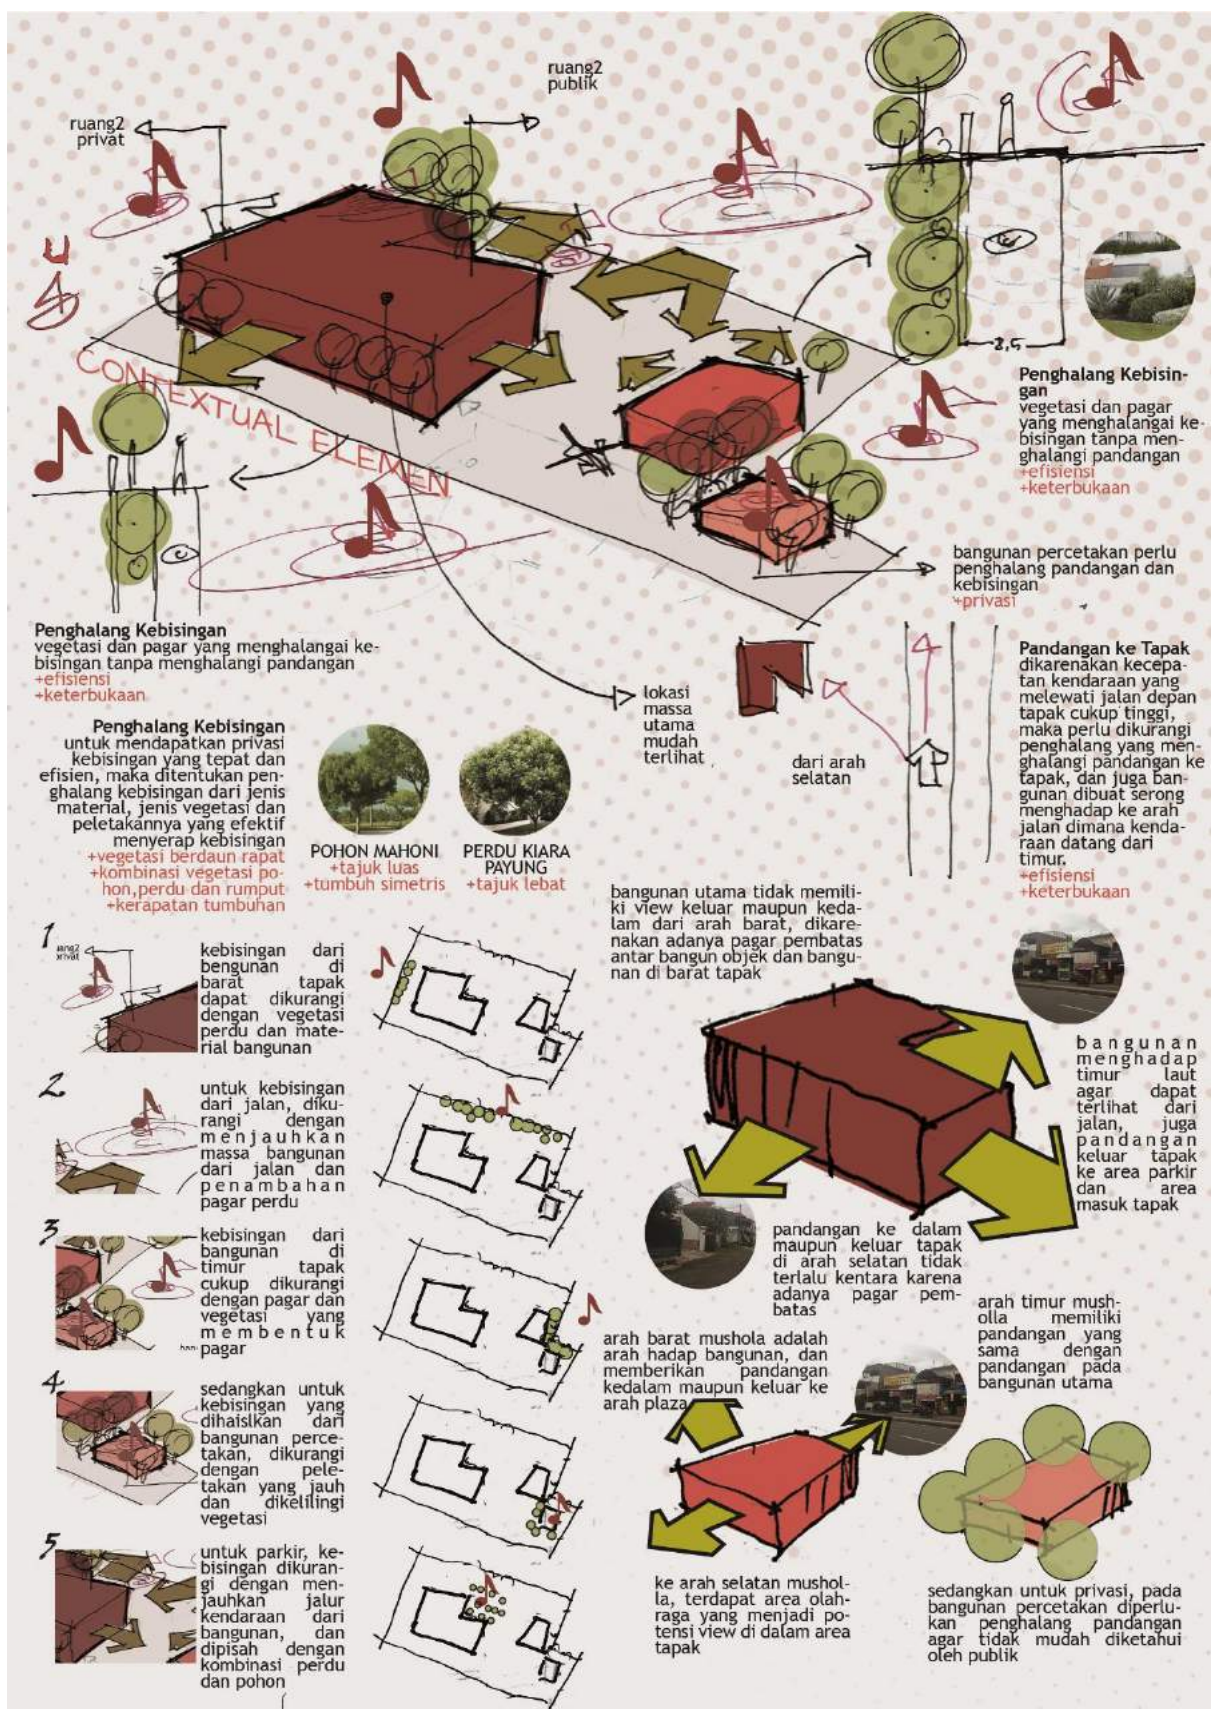 ruang2
publik
ruang2
privat
U
CONTEXTUAL ELEMEN
2,5
Penghalang Kebisin-
gan
vegetasi dan pagar
yang menghalangai ke-
bisingan tanpa men-
ghalangi pandangan
+efisiensi
+keterbukaan
bangunan percetakan perlu
penghalang pandangan dan
kebisingan
+privasi
Penghalang Kebisingan
vegetasi dan pagar yang menghalangai ke-
bisingan tanpa menghalangi pandangan
+efisiensi
+keterbukaan
lokasi
massa
utama
mudah
terlihat
dari arah
selatan
Pandangan ke Tapak
dikarenakan kecepa-
tan kendaraan yang
melewati jalan depan
tapak cukup tinggi,
maka perlu dikurangi
penghalang yang men-
ghalangi pandangan ke
tapak, dan juga ban-
gunan dibuat serong
menghadap ke arah
jalan dimana kenda-
raan datang dari
timur.
+efisiensi
+keterbukaan
Penghalang Kebisingan
untuk mendapatkan privasi
kebisingan yang tepat dan
efisien, maka ditentukan pen-
ghalang kebisingan dari jenis
material, jenis vegetasi dan
peletakannya yang efektif
menyerap kebisingan
+vegetasi berdaun rapat
+kombinasi vegetasi po-
hon,perdu dan rumput
+kerapatan tumbuhan
POHON MAHONI
+tajuk luas
+tumbuh simetris
PERDU KIARA
PAYUNG
+tajuk lebat
1
kebisingan dari
bengunan di
barat tapak
dapat dikurangi
dengan vegetasi
perdu dan mate-
rial bangunan
2
untuk kebisingan
dari jalan, diku-
rangi dengan
menjauhkan
massa bangunan
dari jalan dan
penambahan
pagar perdu
3
kebisingan dari
bangunan di
timur tapak
cukup dikurangi
dengan pagar dan
vegetasi yang
membentuk
pagar
4
sedangkan untuk
kebisingan yang
dihaislkan dari
bangunan perce-
takan, dikurangi
dengan pele-
takan yang jauh
dan dikelilingi
vegetasi
5
untuk parkir, ke-
bisingan dikuran-
gi dengan men-
jauhkan jalur
kendaraan dari
bangunan, dan
dipisah dengan
kombinasi perdu
dan pohon
bangunan utama tidak memili-
ki view keluar maupun keda-
lam dari arah barat, dikare-
nakan adanya pagar pembatas
antar bangun objek dan bangu-
nan di barat tapak
bangunan
menghadap
timur laut
agar dapat
terlihat dari
jalan, juga
pandangan
keluar tapak
ke area parkir
dan area
masuk tapak
pandangan ke dalam
maupun keluar tapak
di arah selatan tidak
terlalu kentara karena
adanya pagar pem-
batas
arah barat mushola adalah
arah hadap bangunan, dan
memberikan pandangan
kedalam maupun keluar ke
arah plaza
arah timur mush-
olla memiliki
pandangan yang
sama dengan
pandangan pada
bangunan utama
ke arah selatan mushol-
la, terdapat area olah-
raga yang menjadi po-
tensi view di dalam area
tapak
sedangkan untuk privasi, pada
bangunan percetakan diperlu-
kan penghalang pandangan
agar tidak mudah diketahui
oleh publik